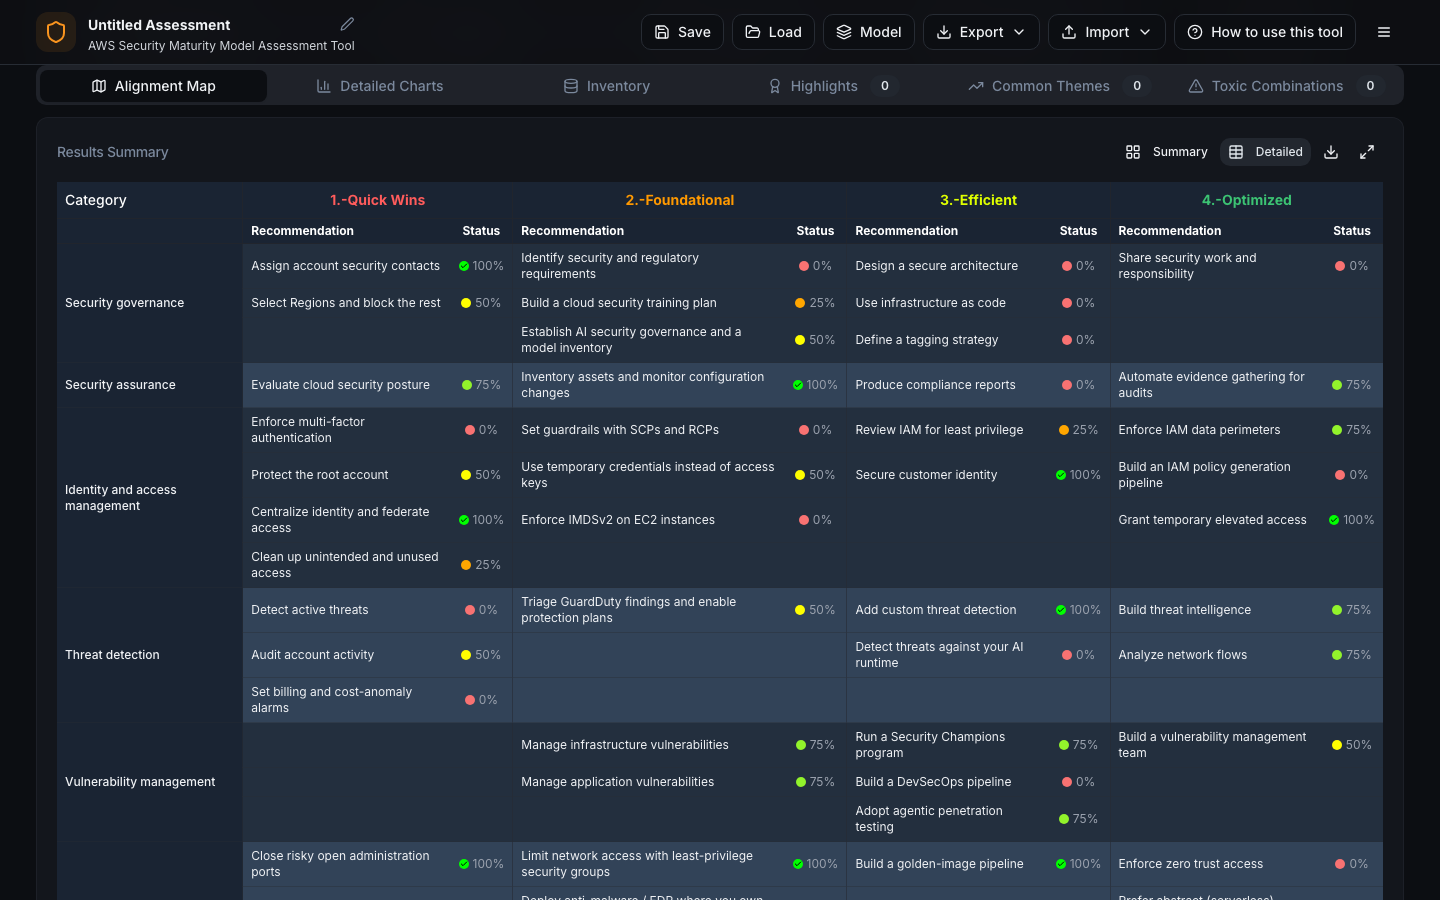 Untitled Assessment
AWS Security Maturity Model Assessment Tool
Save
Load
Model
Export
Import
How to use this tool
Alignment Map
Detailed Charts
Inventory
Highlights 0
Common Themes 0
Toxic Combinations 0
Results Summary
Summary
Detailed
Category 1.-Quick Wins 2.-Foundational 3.-Efficient 4.-Optimized
Recommendation Status Recommendation Status Recommendation Status Recommendation Status
Security governance
Assign account security contacts 100%
Identify security and regulatory
requirements 0%
Design a secure architecture 0%
Share security work and
responsibility 0%
Select Regions and block the rest 50%
Build a cloud security training plan 25%
Use infrastructure as code 0%
Establish AI security governance and a
model inventory 50%
Define a tagging strategy 0%
Security assurance
Evaluate cloud security posture 75%
Inventory assets and monitor configuration
changes 100%
Produce compliance reports 0%
Automate evidence gathering for
audits 75%
Identity and access
management
Enforce multi-factor
authentication 0%
Set guardrails with SCPs and RCPs 0%
Review IAM for least privilege 25%
Enforce IAM data perimeters 75%
Protect the root account 50%
Use temporary credentials instead of access
keys 50%
Secure customer identity 100%
Build an IAM policy generation
pipeline 0%
Centralize identity and federate
access 100%
Enforce IMDSv2 on EC2 instances 0%
Grant temporary elevated access 100%
Clean up unintended and unused
access 25%
Threat detection
Detect active threats 0%
Triage GuardDuty findings and enable
protection plans 50%
Add custom threat detection 100%
Build threat intelligence 75%
Audit account activity 50%
Detect threats against your AI
runtime 0%
Analyze network flows 75%
Set billing and cost-anomaly
alarms 0%
Vulnerability management
Manage infrastructure vulnerabilities 75%
Run a Security Champions
program 75%
Build a vulnerability management
team 50%
Manage application vulnerabilities 75%
Build a DevSecOps pipeline 0%
Adopt agentic penetration
testing 75%
Close risky open administration
ports 100%
Limit network access with least-privilege
security groups 100%
Build a golden-image pipeline 100%
Enforce zero trust access 0%
Deploy anti-malware / EDR where you own
Prefer abstract (serverless)